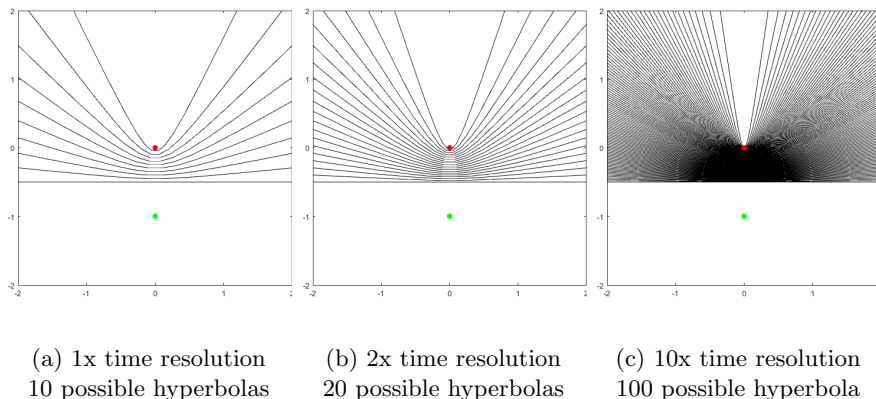 2
1
0
-1
-2
-2 -1 0 1 2
2
1
0
-1
-2
-2 -1 0 1 2
2
1
0
-1
-2
-2 -1 0 1
(a) 1x time resolution
10 possible hyperbolas
(b) 2x time resolution
20 possible hyperbolas
(c) 10x time resolution
100 possible hyperbola